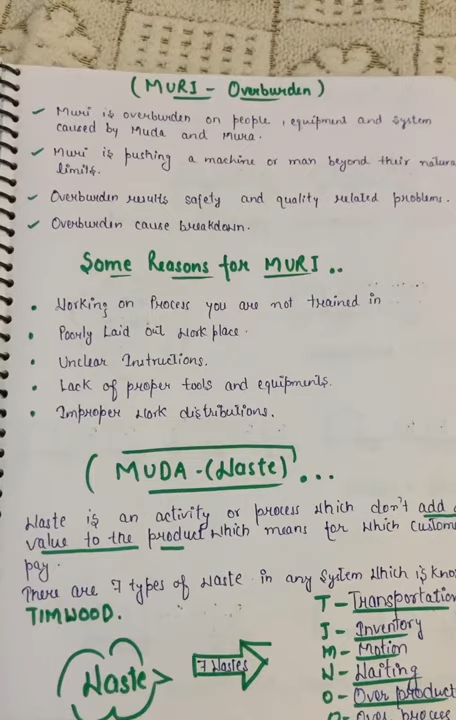 (MURI - Overburden)
Muri is overburden on people, equipment and system
caused by Muda and Mura.
Muri is pushing a machine or man beyond their natura
limits.
Overburden results safety and quality related problems.
Overburden cause breakdown.
Some Reasons for MURI..
Working on Process you are not trained in
Poorly Laid out Work place.
Unclear Instructions.
Lack of proper tools and equipments.
Improper Work distributions.
(MUDA-(Waste)...
Waste is an activity or process which don't add a
value to the product which means for which custome
pay.
There are 7 types of Waste in any system which is know
TIMWOOD.
T - Transportation
I - Inventory
M - Motion
W - Waiting
O - Over product
O - Over process
Waste
7 Wastes